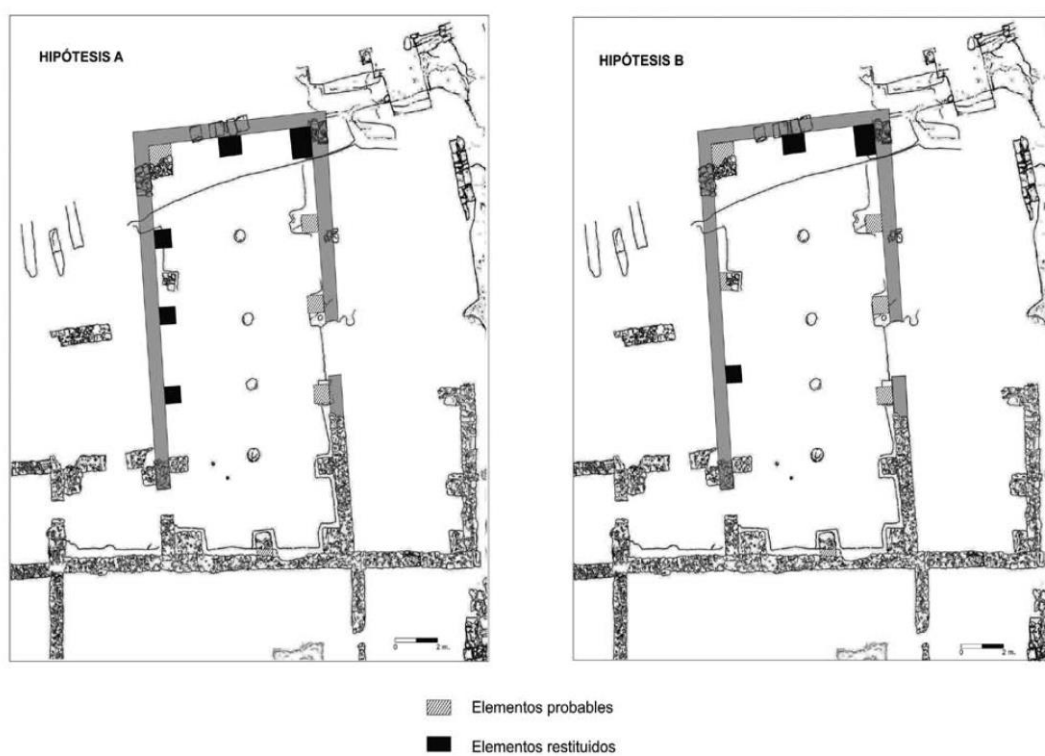 HIPÓTESIS A
HIPÓTESIS B
0 2 m.
0 2 m.
Elementos probables
Elementos restituidos